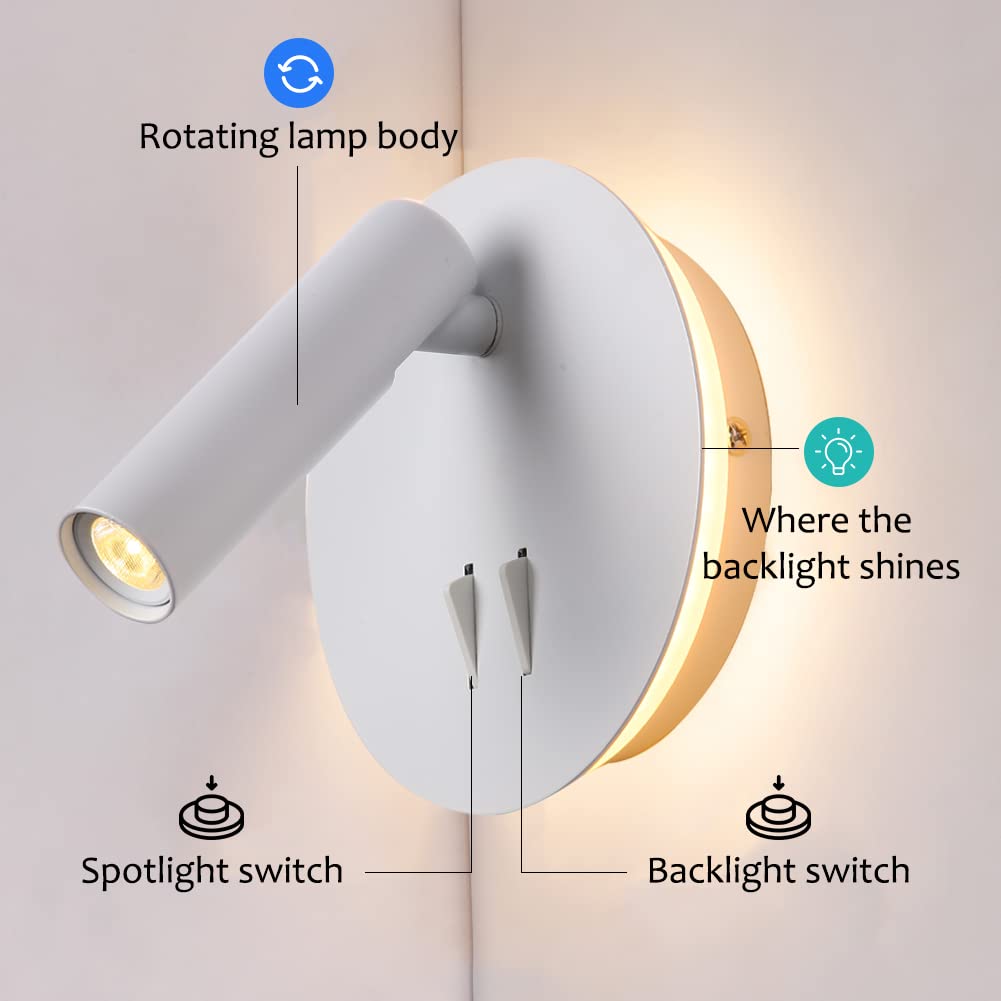 Rotating lamp body
Where the
backlight shines
Spotlight switch
Backlight switch